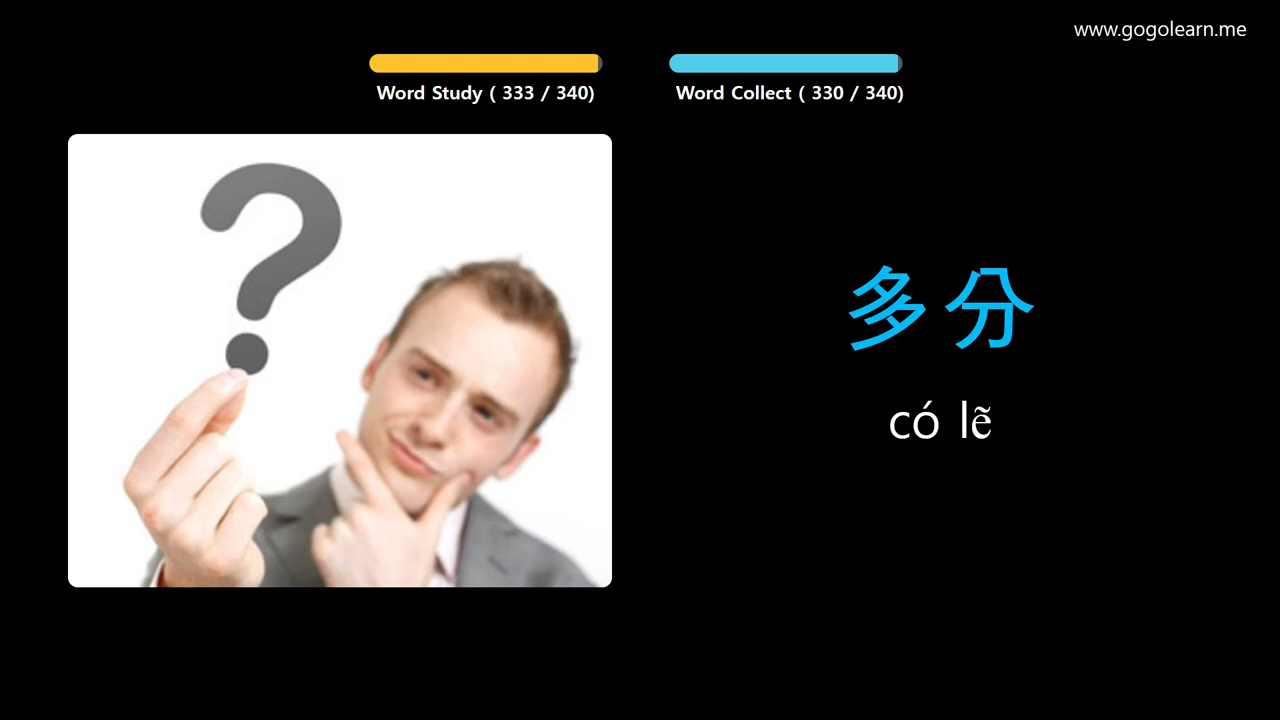 www.gogolearn.me
Word Study ( 333 / 340)
Word Collect ( 330 / 340)
?
多分
có lẽ